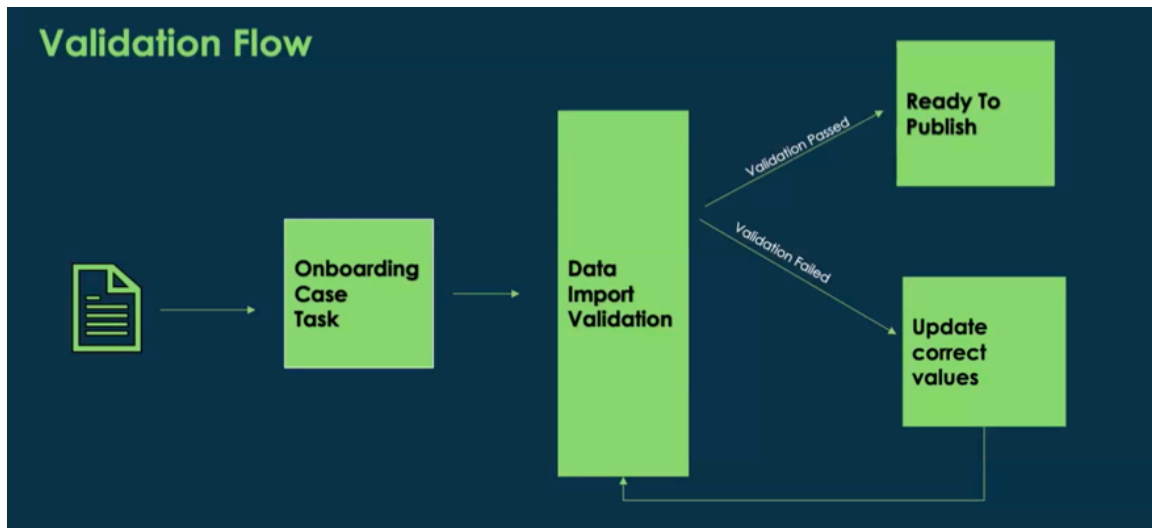 Validation Flow
Onboarding
Case
Task
Data
Import
Validation
Validation Passed
Ready To
Publish
Validation Failed
Update
correct
values